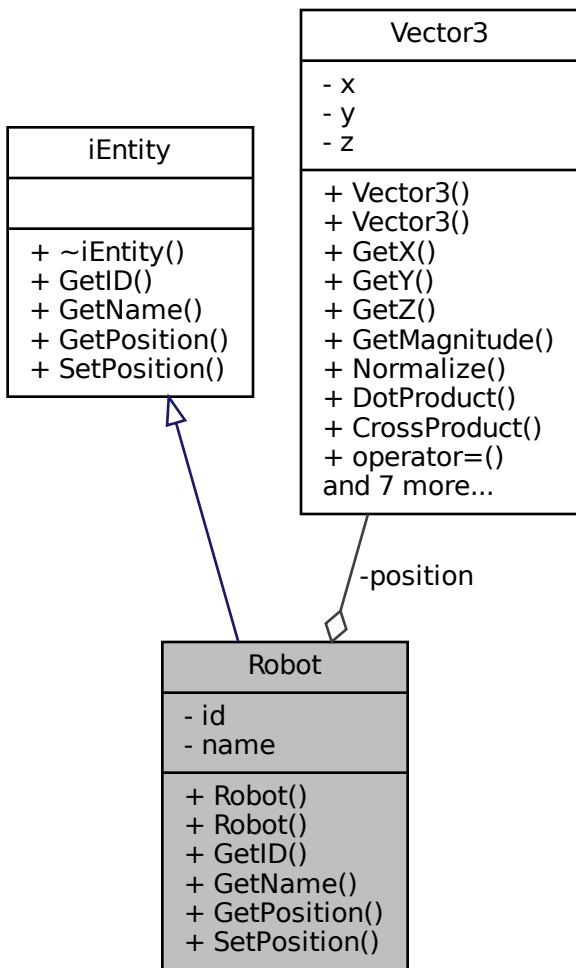 Vector3
- x
- y
- z
+ Vector3()
+ Vector3()
+ GetX()
+ GetY()
+ GetZ()
+ GetMagnitude()
+ Normalize()
+ DotProduct()
+ CrossProduct()
+ operator=()
and 7 more...
iEntity
+ ~iEntity()
+ GetID()
+ GetName()
+ GetPosition()
+ SetPosition()
-position
Robot
- id
- name
+ Robot()
+ Robot()
+ GetID()
+ GetName()
+ GetPosition()
+ SetPosition()